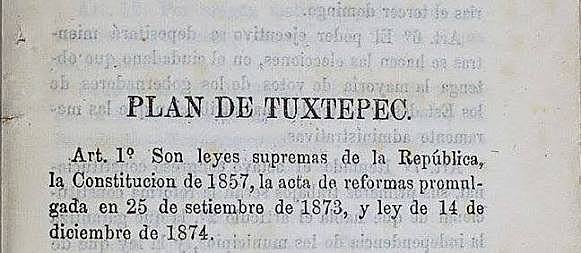 PLAN DE TUXTEPEC.
Art. 1º Son leyes supremas de la República,
la Constitucion de 1857, la acta de reformas promul-
gada en 25 de setiembre de 1873, y ley de 14 de
diciembre de 1874.